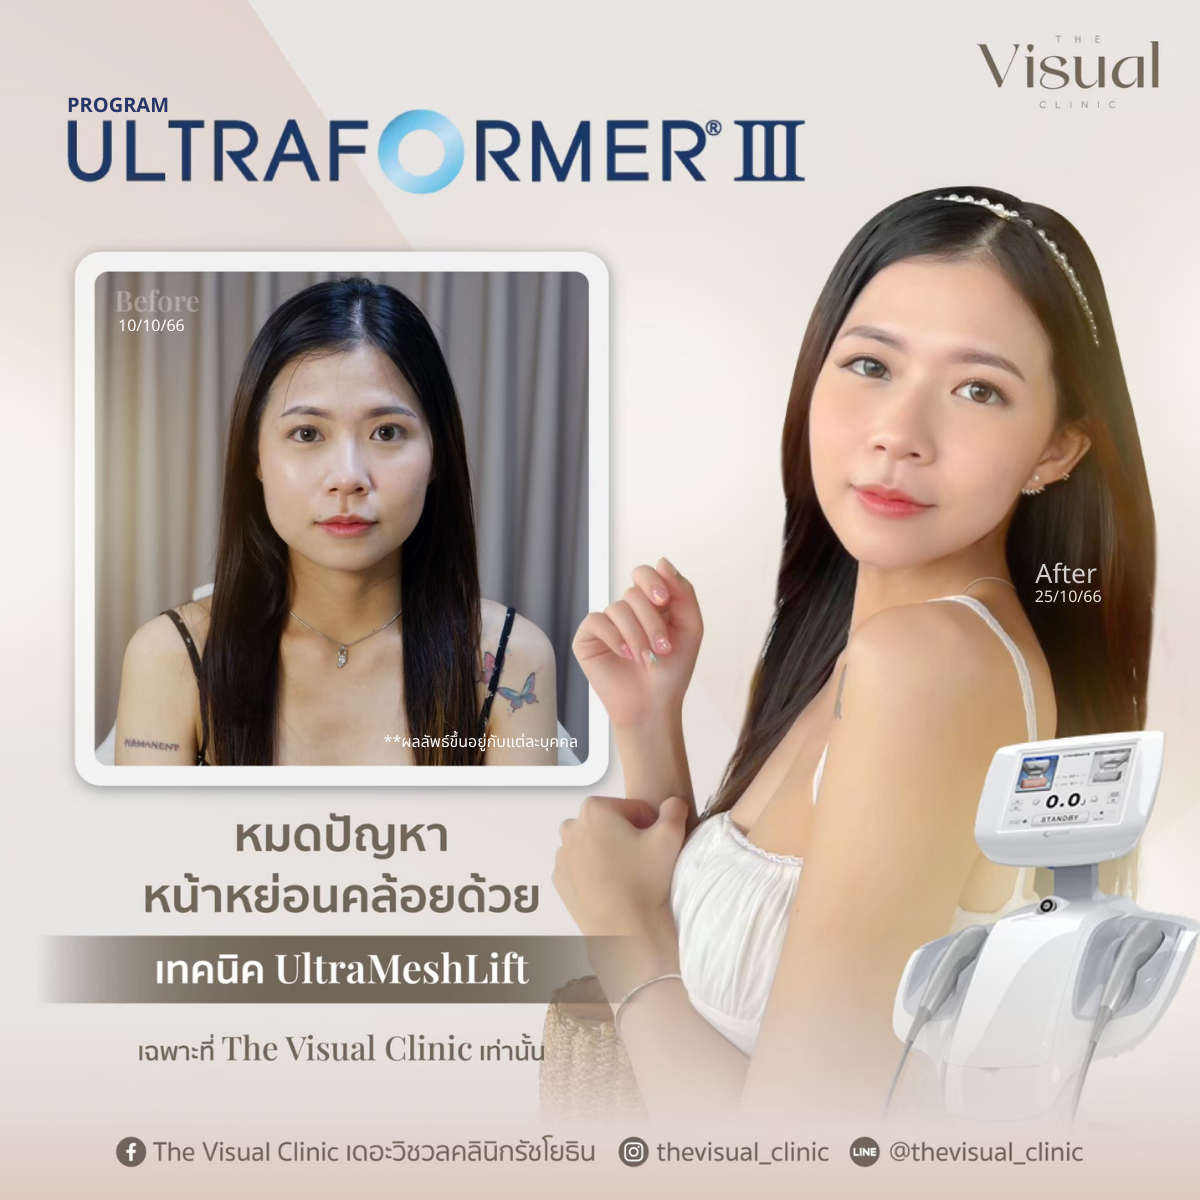 THE
Visual
CLINIC
PROGRAM
ULTRAFORMER® III
Before
10/10/66
After
25/10/66
PERMANENT
**ผลลัพธ์ขึ้นอยู่กับแต่ละบุคคล
0.0J
STANDBY
หมดปัญหา
หน้าหย่อนคล้อยด้วย
เทคนิค UltraMeshLift
เฉพาะที่ The Visual Clinic เท่านั้น
The Visual Clinic เดอะวิชวลคลินิกรัชโยธิน thevisual_clinic LINE @thevisual_clinic